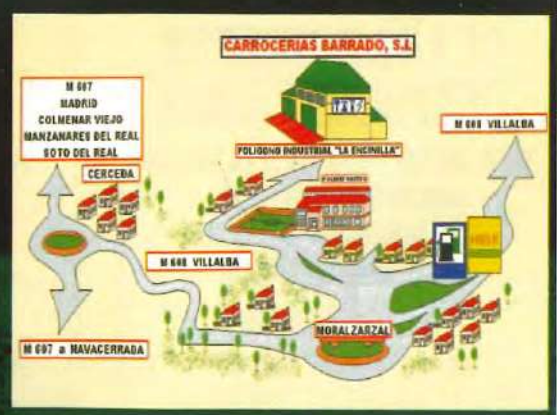 CARROCERIAS BARRADO, S.L.
M 607
MADRID
COLMENAR VIEJO
MANZANARES DEL REAL
SOTO DEL REAL
M 608 VILLALBA
POLIGONO INDUSTRIAL "LA ENCINILLA"
CERCEDA
M 608 VILLALBA
MORALZARZAL
M 607 a NAVACERRADA